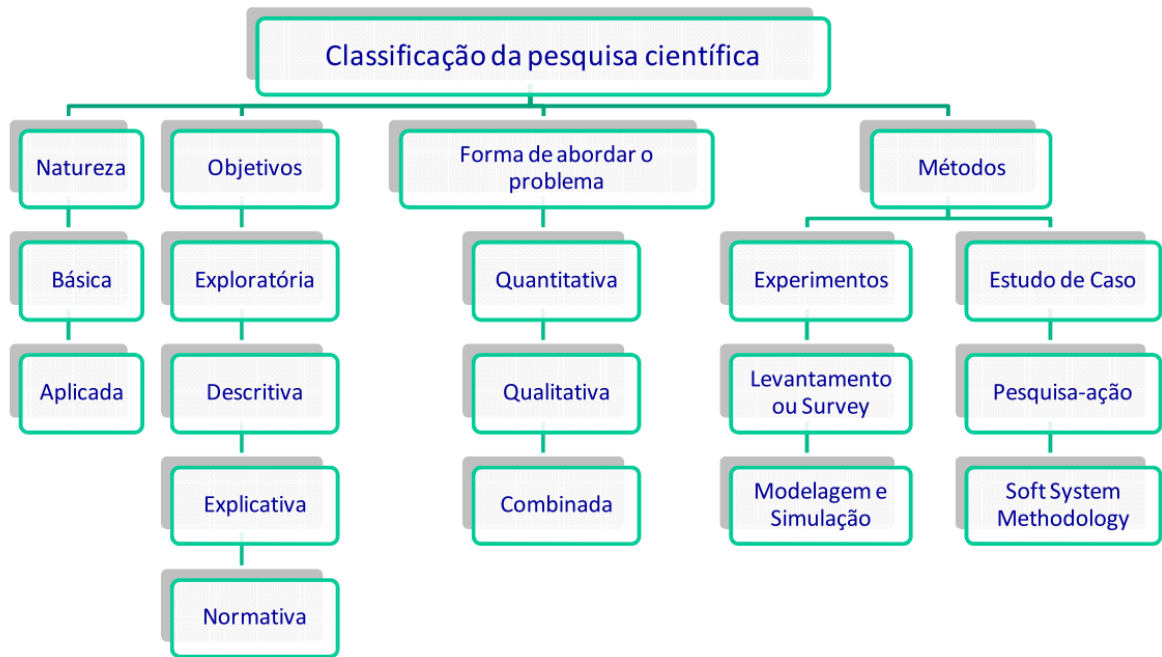 Classificação da pesquisa científica
Natureza
Objetivos
Forma de abordar o
problema
Métodos
Básica
Exploratória
Quantitativa
Experimentos
Estudo de Caso
Aplicada
Descritiva
Qualitativa
Levantamento
ou Survey
Pesquisa-ação
Explicativa
Combinada
Modelagem e
Simulação
Soft System
Methodology
Normativa